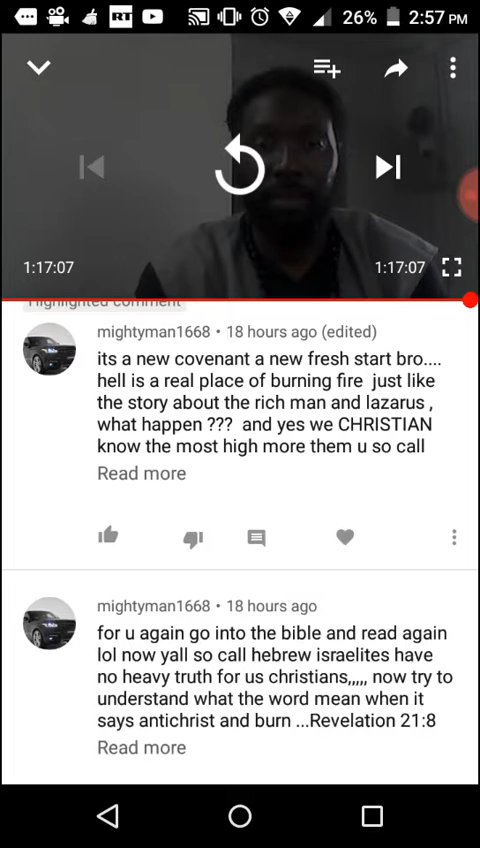 RT
26%
2:57 PM
1:17:07
1:17:07
Highlighted comment
mightyman1668 • 18 hours ago (edited)
its a new covenant a new fresh start bro....
hell is a real place of burning fire just like
the story about the rich man and lazarus ,
what happen ??? and yes we CHRISTIAN
know the most high more them u so call
Read more
mightyman1668 • 18 hours ago
for u again go into the bible and read again
lol now yall so call hebrew israelites have
no heavy truth for us christians,,,,, now try to
understand what the word mean when it
says antichrist and burn ...Revelation 21:8
Read more